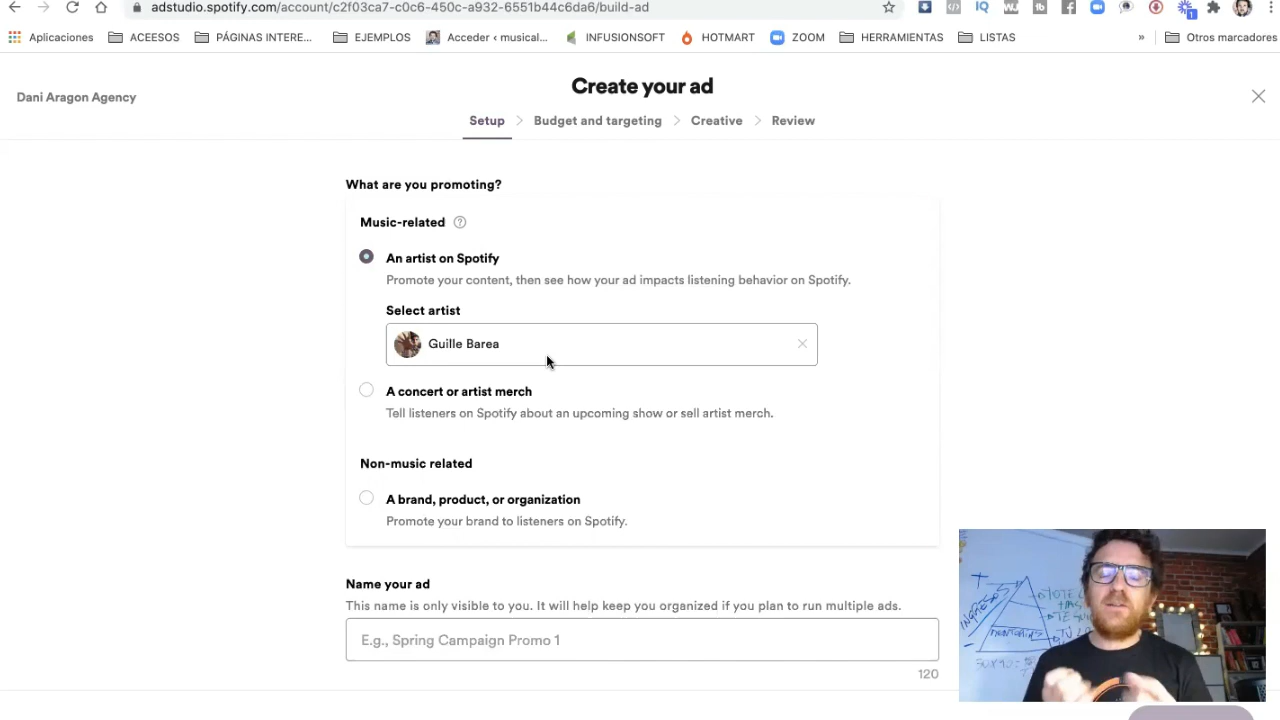 adstudio.spotify.com/account/c2f03ca7-c0c6-450c-a932-6551b44c6da6/build-ad
Aplicaciones ACEESOS PÁGINAS INTERE... EJEMPLOS Acceder ‹ musical... INFUSIONSOFT HOTMART ZOOM HERRAMIENTAS LISTAS » Otros marcadores
Create your ad
Dani Aragon Agency
Setup > Budget and targeting > Creative > Review
What are you promoting?
Music-related
An artist on Spotify
Promote your content, then see how your ad impacts listening behavior on Spotify.
Select artist
Guille Barea
A concert or artist merch
Tell listeners on Spotify about an upcoming show or sell artist merch.
Non-music related
A brand, product, or organization
Promote your brand to listeners on Spotify.
Name your ad
This name is only visible to you. It will help keep you organized if you plan to run multiple ads.
E.g., Spring Campaign Promo 1
120
INGRESOS
MENTORIAS